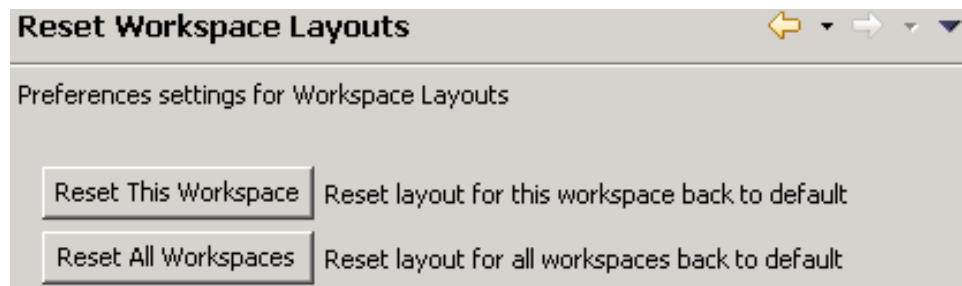 Reset Workspace Layouts
Preferences settings for Workspace Layouts
Reset This Workspace Reset layout for this workspace back to default
Reset All Workspaces Reset layout for all workspaces back to default